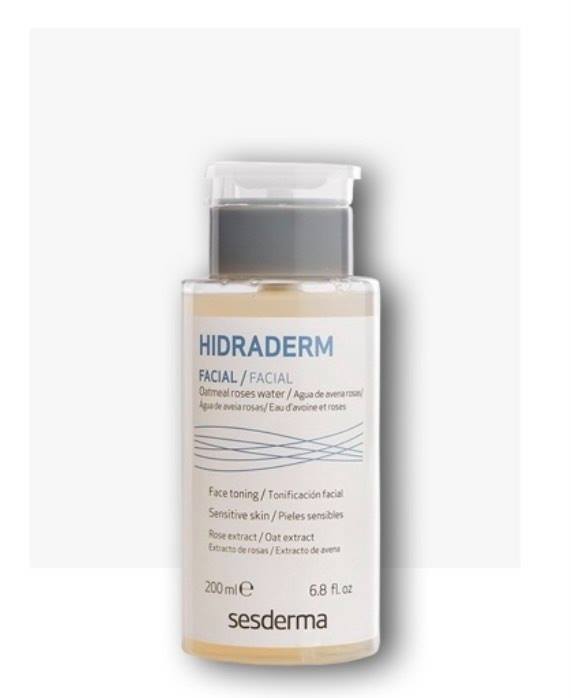 HIDRADERM
FACIAL / FACIAL
Oatmeal roses water / Agua de avena rosas/
Água de aveia rosas/ Eau d'avoine et roses
Face toning / Tonificación facial
Sensitive skin / Pieles sensibles
Rose extract / Oat extract
Extracto de rosas / Extracto de avena
200 ml℮ 6.8 fl. oz
sesderma